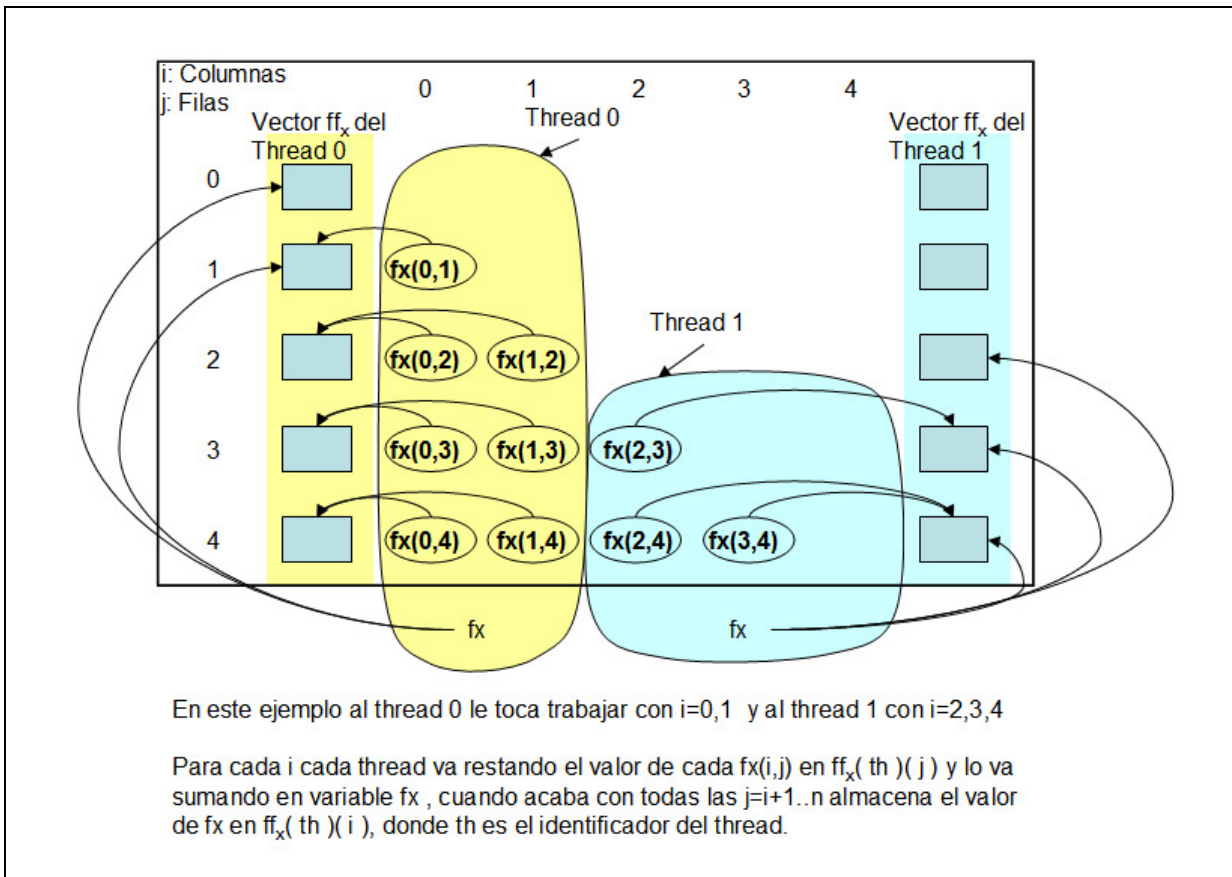 i: Columnas
j: Filas
0 1 2 3 4
Thread 0
Vector ffx del
Thread 0
Vector ffx del
Thread 1
0
1 fx(0,1)
Thread 1
2 fx(0,2) fx(1,2)
3 fx(0,3) fx(1,3) fx(2,3)
4 fx(0,4) fx(1,4) fx(2,4) fx(3,4)
fx fx
En este ejemplo al thread 0 le toca trabajar con i=0,1 y al thread 1 con i=2,3,4
Para cada i cada thread va restando el valor de cada fx(i,j) en ffx( th )( j ) y lo va
sumando en variable fx , cuando acaba con todas las j=i+1..n almacena el valor
de fx en ffx( th )( i ), donde th es el identificador del thread.